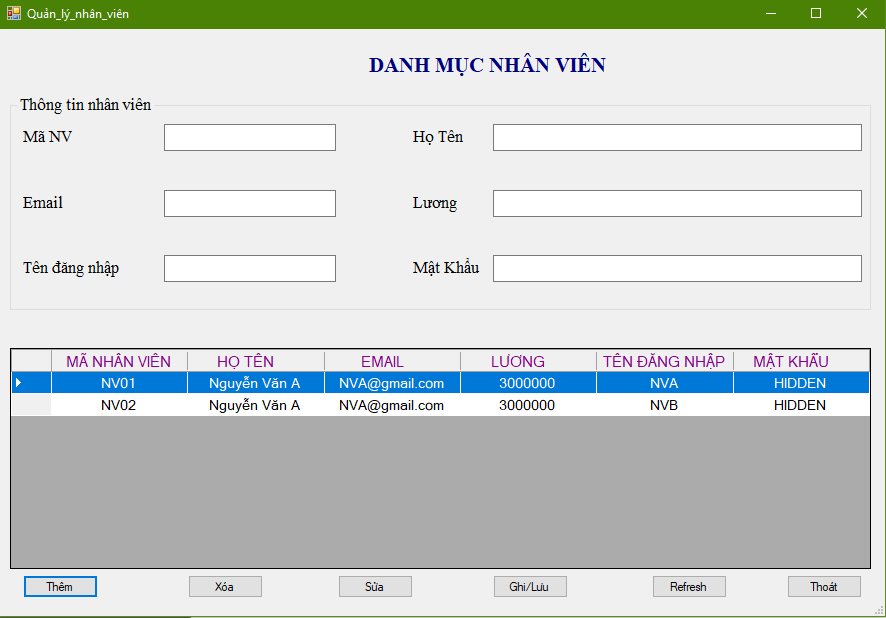 Quản_lý_nhân_viên
DANH MỤC NHÂN VIÊN
Thông tin nhân viên
Mã NV Họ Tên
Email Lương
Tên đăng nhập Mật Khẩu
MÃ NHÂN VIÊN HỌ TÊN EMAIL LƯƠNG TÊN ĐĂNG NHẬP MẬT KHẨU
NV01 Nguyễn Văn A NVA@gmail.com 3000000 NVA HIDDEN
NV02 Nguyễn Văn A NVA@gmail.com 3000000 NVB HIDDEN
Thêm Xóa Sửa Ghi/Lưu Refresh Thoát